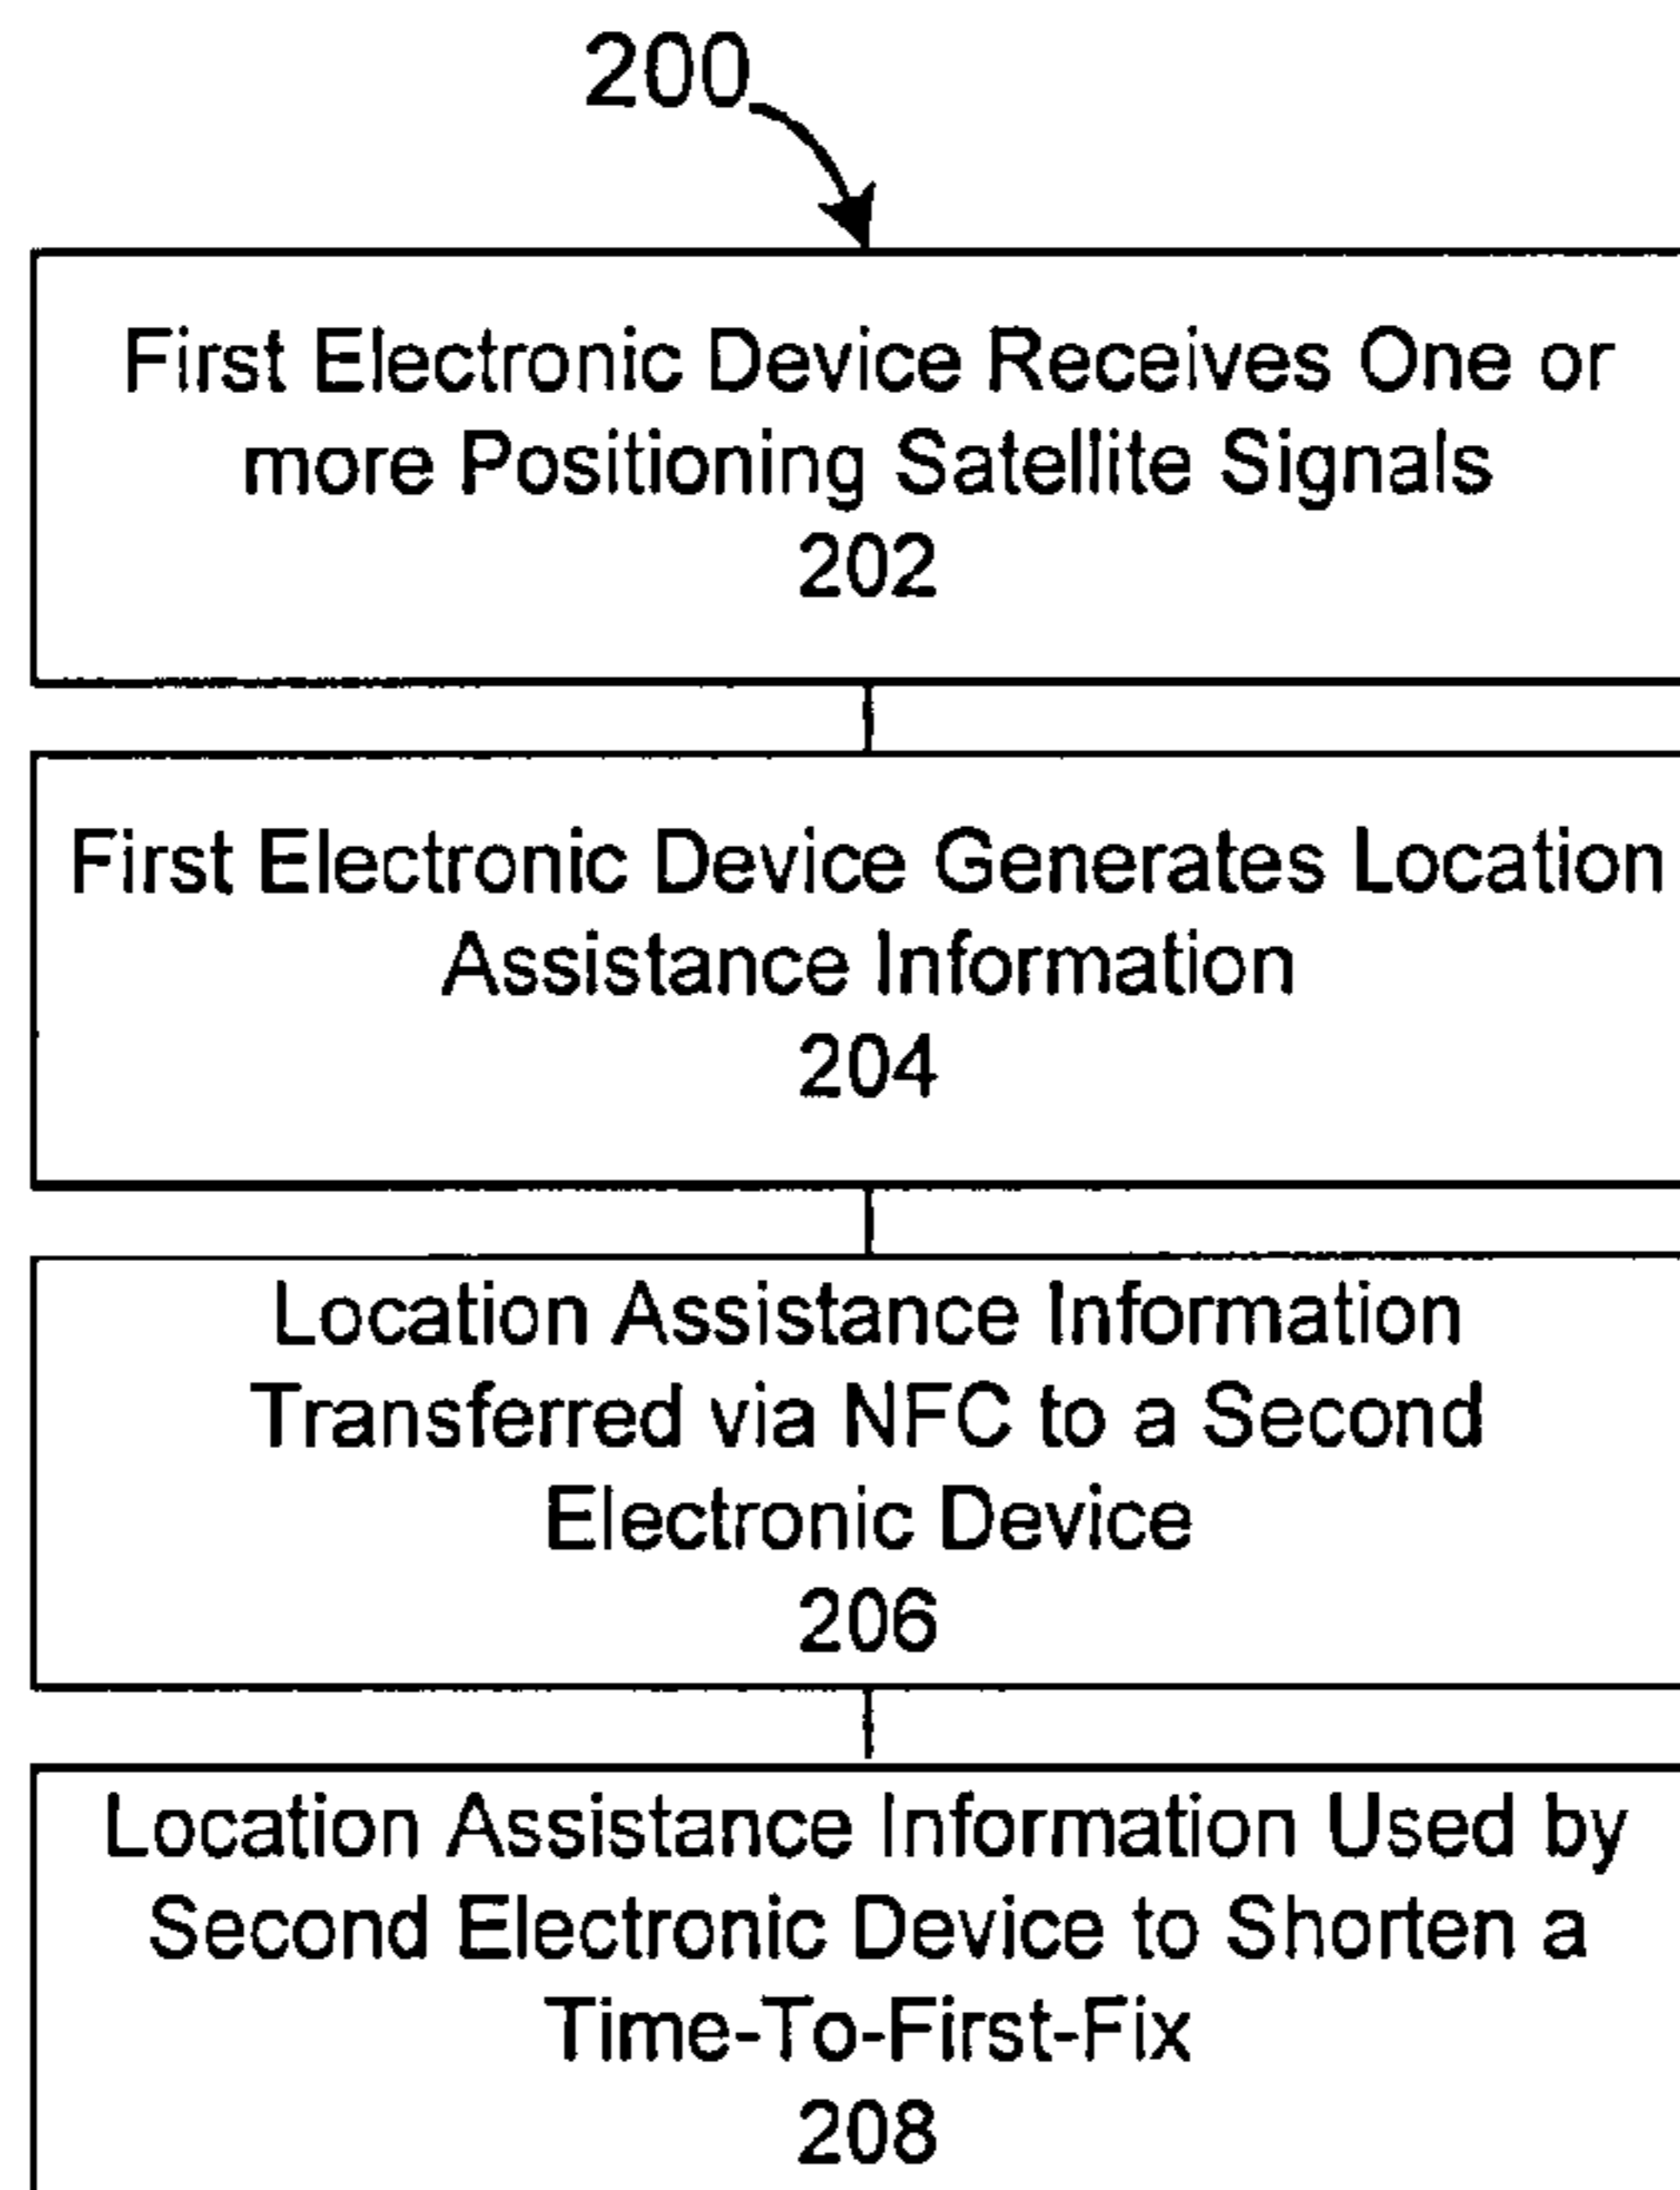 200
First Electronic Device Receives One or
more Positioning Satellite Signals
202
First Electronic Device Generates Location
Assistance Information
204
Location Assistance Information
Transferred via NFC to a Second
Electronic Device
206
Location Assistance Information Used by
Second Electronic Device to Shorten a
Time-To-First-Fix
208